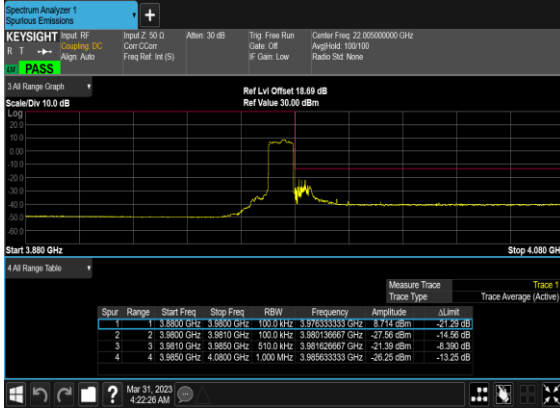 Spectrum Analyzer 1
Spurious Emissions
KEYSIGHT Input: RF Input Z: 50 Ω Atten: 30 dB Trig: Free Run Center Freq: 22.005000000 GHz
R T Coupling: DC Corr CCorr Gate: Off Avg|Hold: 100/100
Align: Auto Freq Ref: Int (S) IF Gain: Low Radio Std: None
PASS
3 All Range Graph
Ref Lvl Offset 18.69 dB
Scale/Div 10.0 dB Ref Value 30.00 dBm
Log
20.0
10.0
0.00
-10.0
-20.0
-30.0
-40.0
-50.0
-60.0
Start 3.880 GHz Stop 4.080 GH
4 All Range Table
Measure Trace Trace 1
Trace Type Trace Average (Active)
Spur Range Start Freq Stop Freq RBW Frequency Amplitude ΔLimit
1 1 3.8800 GHz 3.9800 GHz 100.0 kHz 3.976333333 GHz 8.714 dBm -21.29 dB
2 2 3.9800 GHz 3.9810 GHz 100.0 kHz 3.980136667 GHz -27.56 dBm -14.56 dB
3 3 3.9810 GHz 3.9850 GHz 510.0 kHz 3.981626667 GHz -21.39 dBm -8.390 dB
4 4 3.9850 GHz 4.0800 GHz 1.000 MHz 3.985633333 GHz -26.25 dBm -13.25 dB
Mar 31, 2023
4:22:26 AM